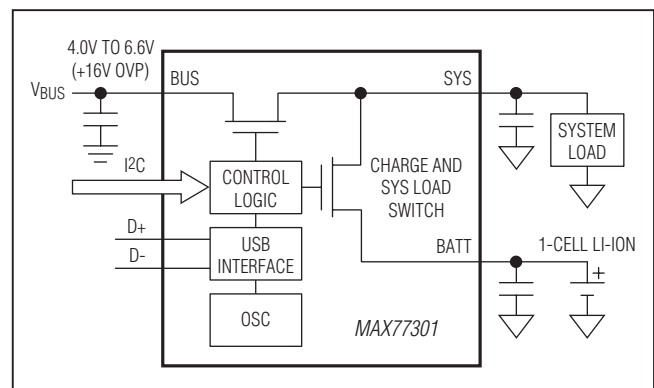 4.0V TO 6.6V
(+16V OVP)
VBUS
BUS
SYS
I2C
CONTROL
LOGIC
CHARGE AND
SYS LOAD
SWITCH
SYSTEM
LOAD
D+
D-
USB
INTERFACE
BATT
1-CELL LI-ION
+
OSC
MAX77301